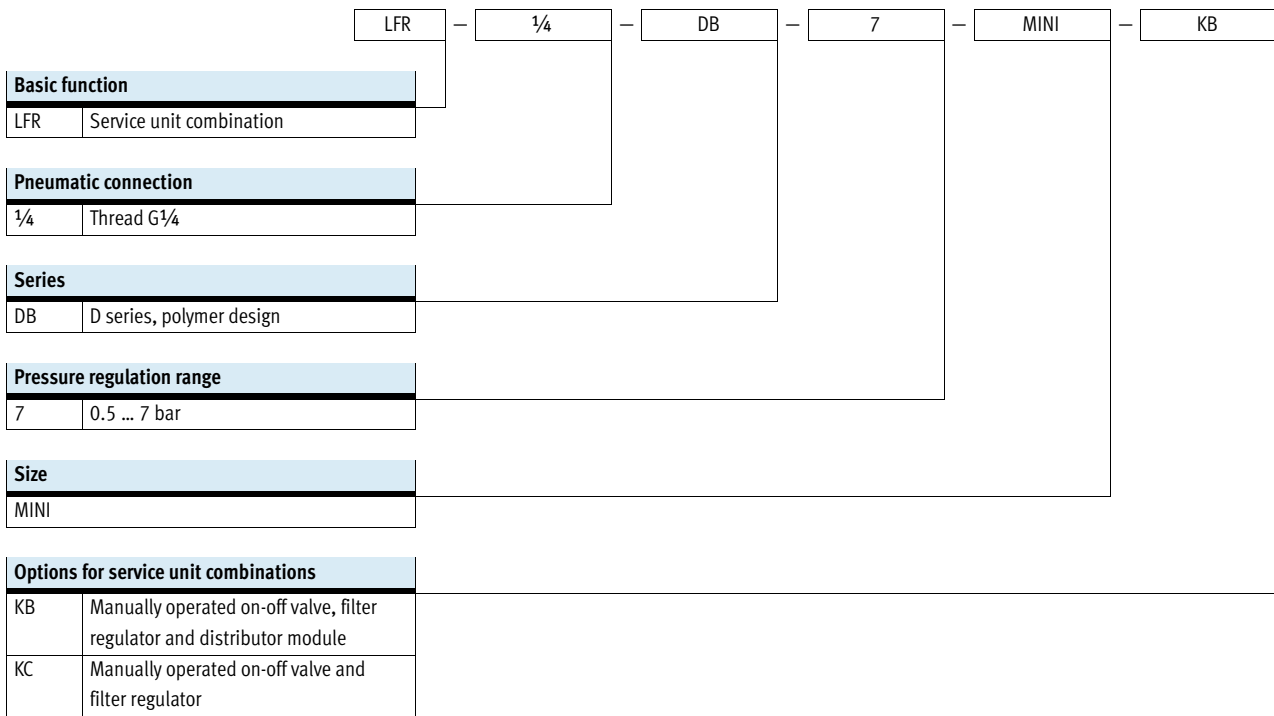 LFR – ¼ – DB – 7 – MINI – KB
Basic function
LFR Service unit combination
Pneumatic connection
¼ Thread G¼
Series
DB D series, polymer design
Pressure regulation range
7 0.5 ... 7 bar
Size
MINI
Options for service unit combinations
KB Manually operated on-off valve, filter
regulator and distributor module
KC Manually operated on-off valve and
filter regulator